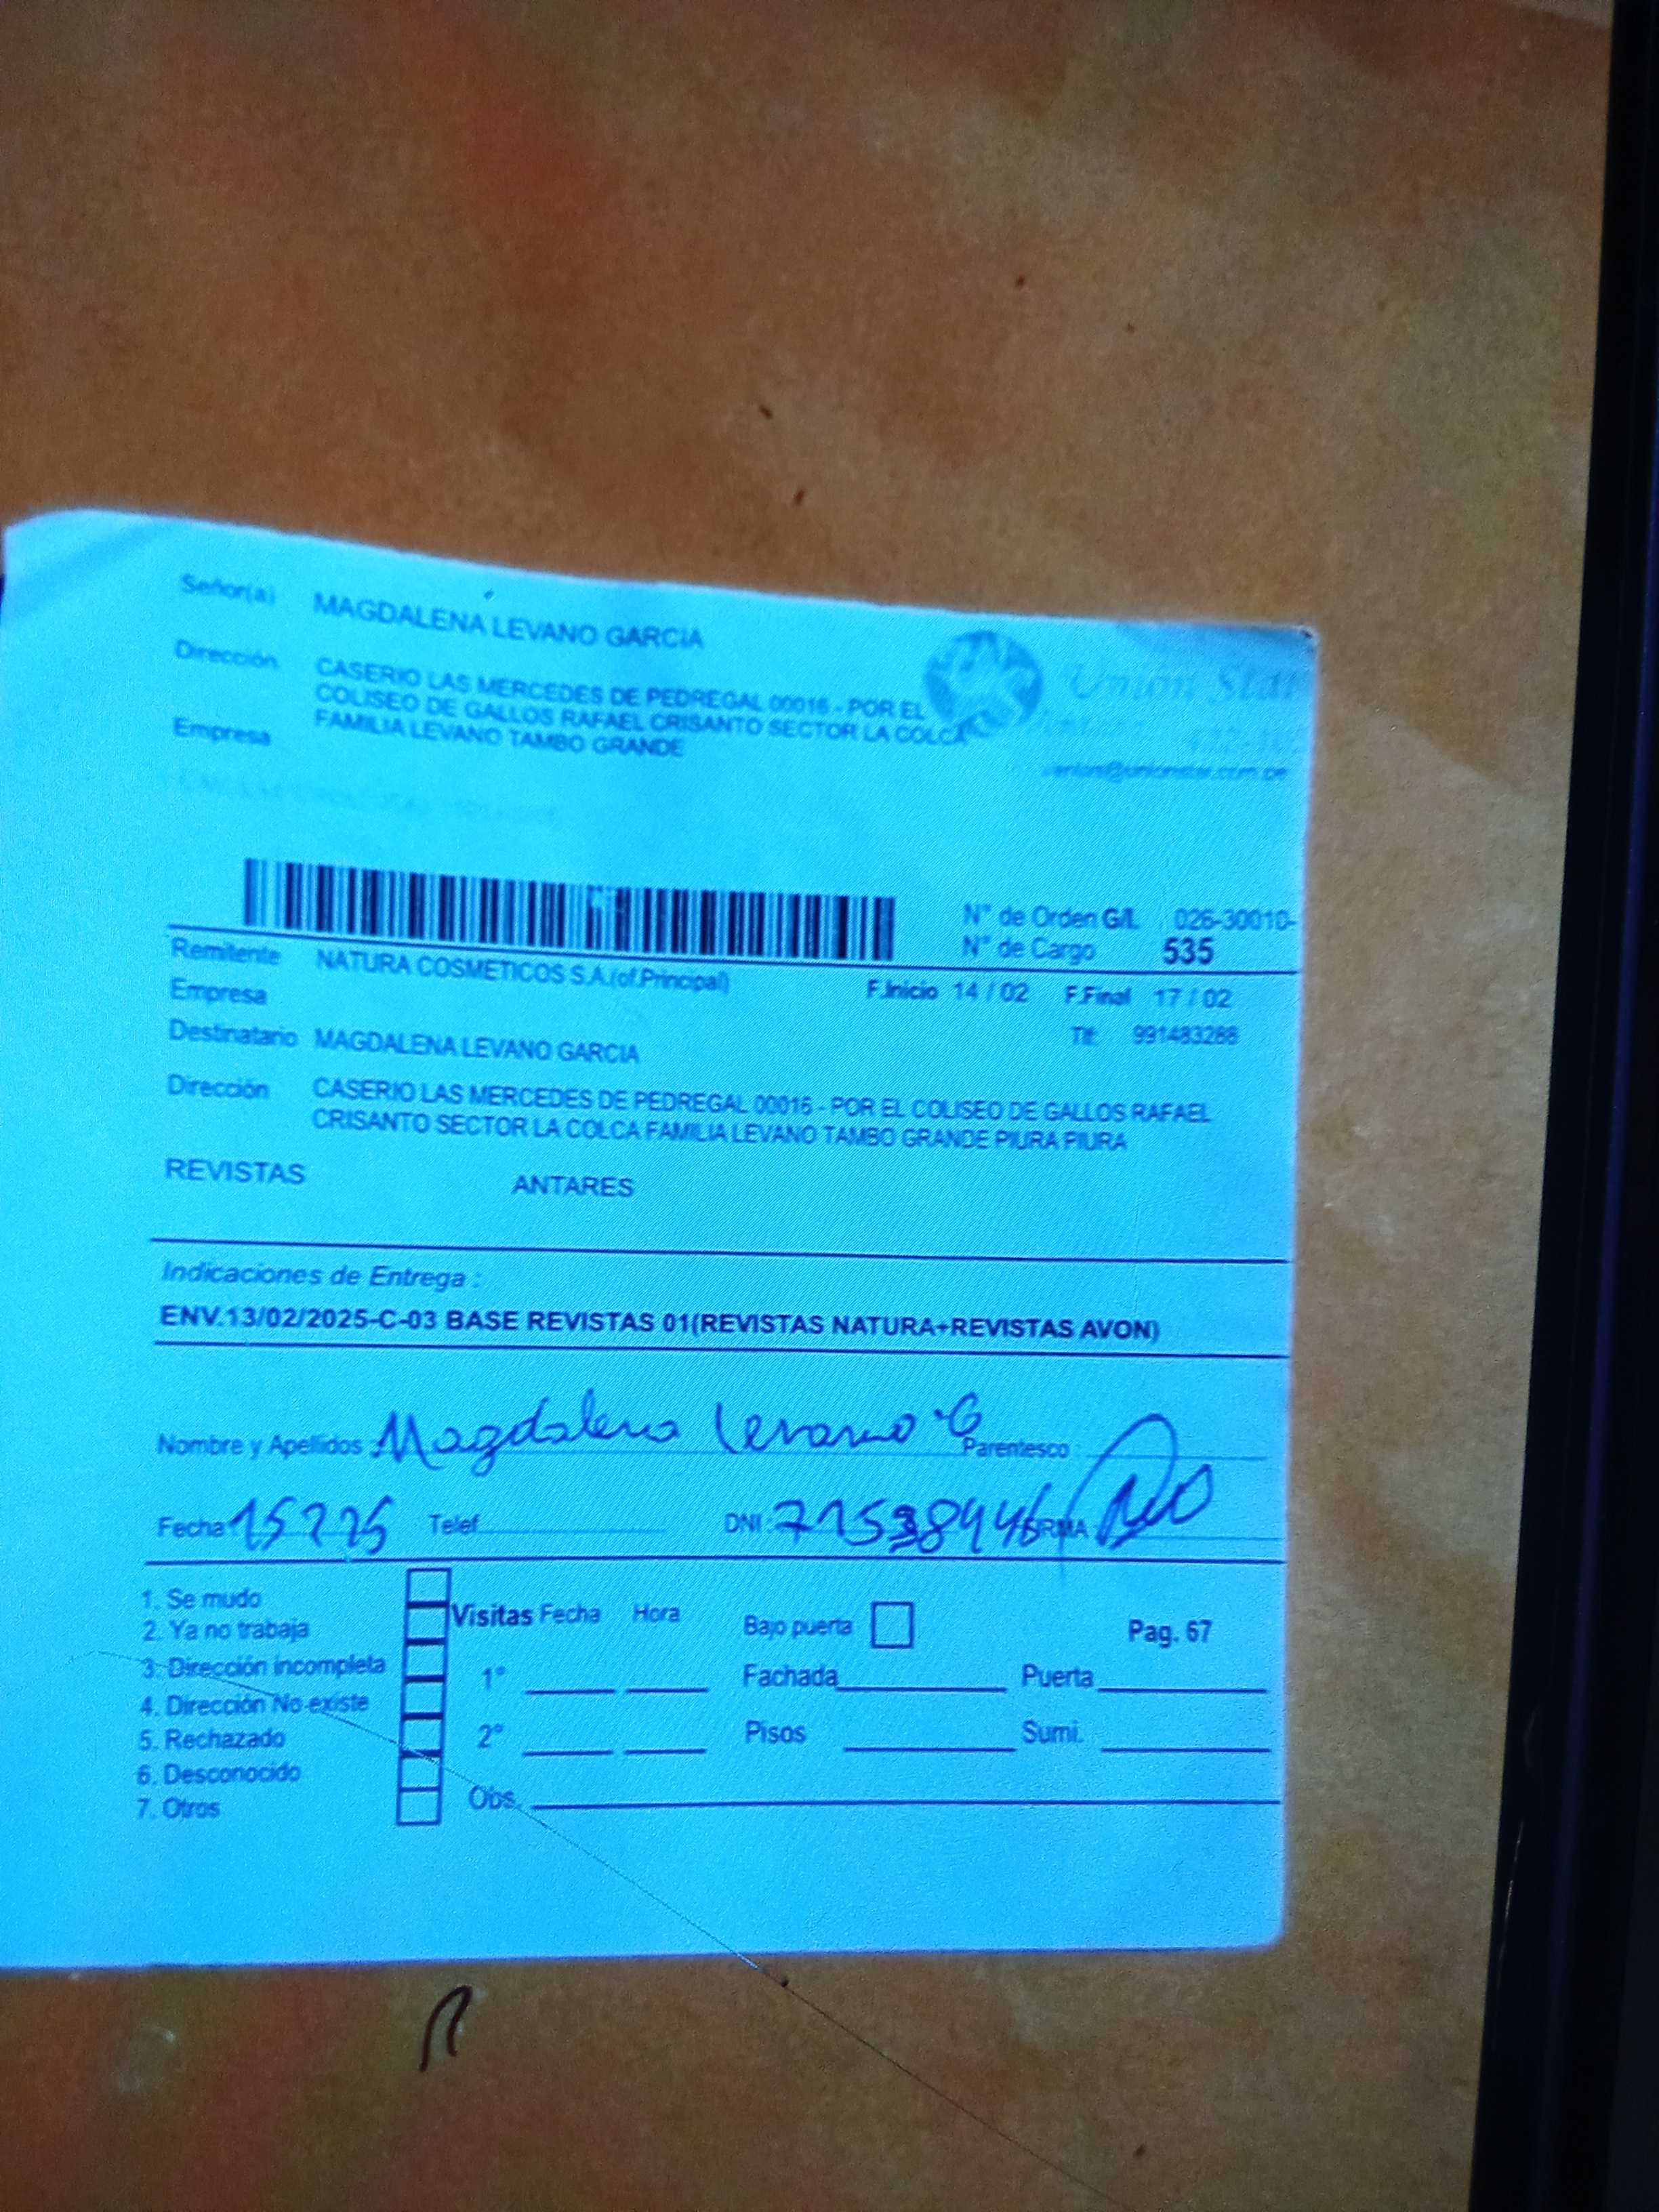 Señor(a) MAGDALENA LEVANO GARCIA
Dirección CASERIO LAS MERCEDES DE PEDREGAL 00016 - POR EL
COLISEO DE GALLOS RAFAEL CRISANTO SECTOR LA COLCA
FAMILIA LEVANO TAMBO GRANDE
Empresa
Unión Star
ventas@unionstar.com.pe
N° de Orden G/L 026-30010-
N° de Cargo 535
Remitente NATURA COSMETICOS S.A.(of.Principal)
F.Inicio 14 / 02 F.Final 17 / 02
Empresa
Tlf: 991483268
Destinatario MAGDALENA LEVANO GARCIA
Dirección CASERIO LAS MERCEDES DE PEDREGAL 00016 - POR EL COLISEO DE GALLOS RAFAEL
CRISANTO SECTOR LA COLCA FAMILIA LEVANO TAMBO GRANDE PIURA PIURA
REVISTAS ANTARES
Indicaciones de Entrega :
ENV.13/02/2025-C-03 BASE REVISTAS 01(REVISTAS NATURA+REVISTAS AVON)
Nombre y Apellidos : Magdalena Levano G Parentesco :
Fecha 15 2 25 Telef. DNI : 71538446 FIRMA
1. Se mudo
2. Ya no trabaja
3. Dirección incompleta
4. Dirección No existe
5. Rechazado
6. Desconocido
7. Otros
Visitas Fecha Hora
1°
2°
Obs.
Bajo puerta
Pag. 67
Fachada Puerta
Pisos Sumi.